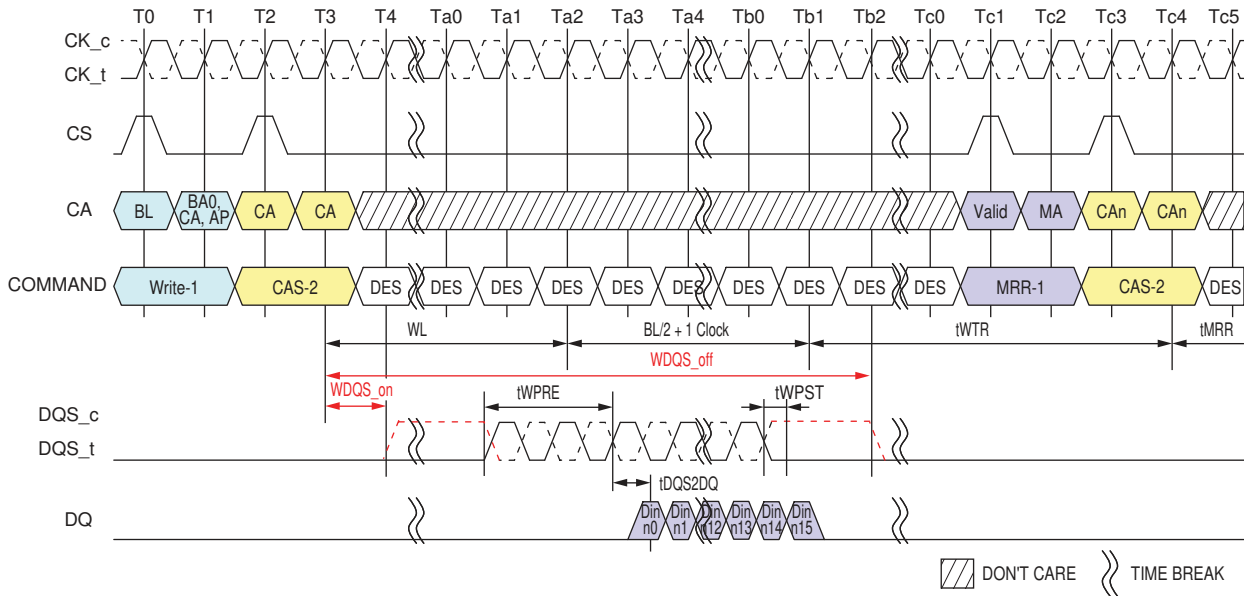 T0 T1 T2 T3 T4 Ta0 Ta1 Ta2 Ta3 Ta4 Tb0 Tb1 Tb2 Tc0 Tc1 Tc2 Tc3 Tc4 Tc5
CK_c
CK_t
CS
CA BL BA0, CA, AP CA CA Valid MA CAn CAn
COMMAND Write-1 CAS-2 DES DES DES DES DES DES DES DES DES DES MRR-1 CAS-2 DES
WL BL/2 + 1 Clock tWTR tMRR
WDQS_off
WDQS_on tWPRE tWPST
DQS_c
DQS_t
tDQS2DQ
DQ Din n0 Din n1 Din n12 Din n13 Din n14 Din n15
DON'T CARE TIME BREAK